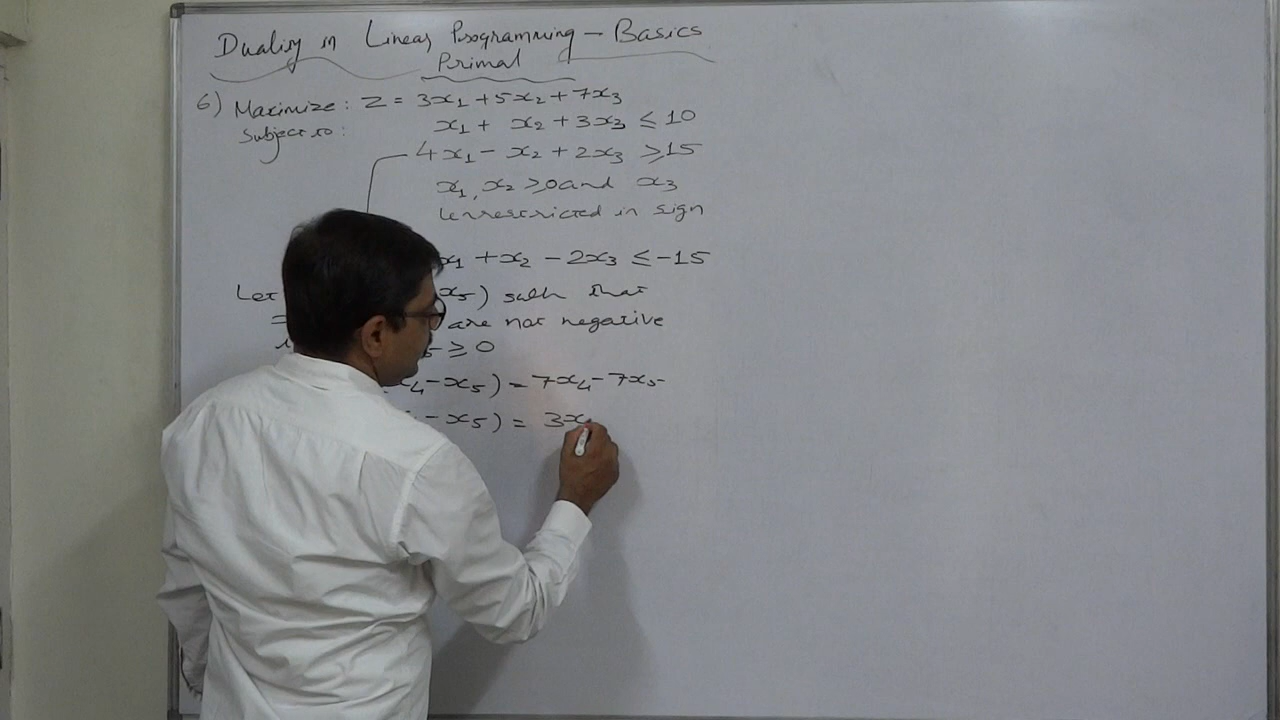 Duality in Linear Programming - Basics
Primal
6) Maximize: Z = 3x₁ + 5x₂ + 7x₃
Subject to: x₁ + x₂ + 3x₃ ≤ 10
4x₁ - x₂ + 2x₃ ≥ 15
x₁, x₂ ≥ 0 and x₃
Unrestricted in sign
x₁ + x₂ - 2x₃ ≤ -15
Let x₅) such that
= are not negative
≥ 0
x₄ - x₅) = 7x₄ - 7x₅
- x₅) = 3x